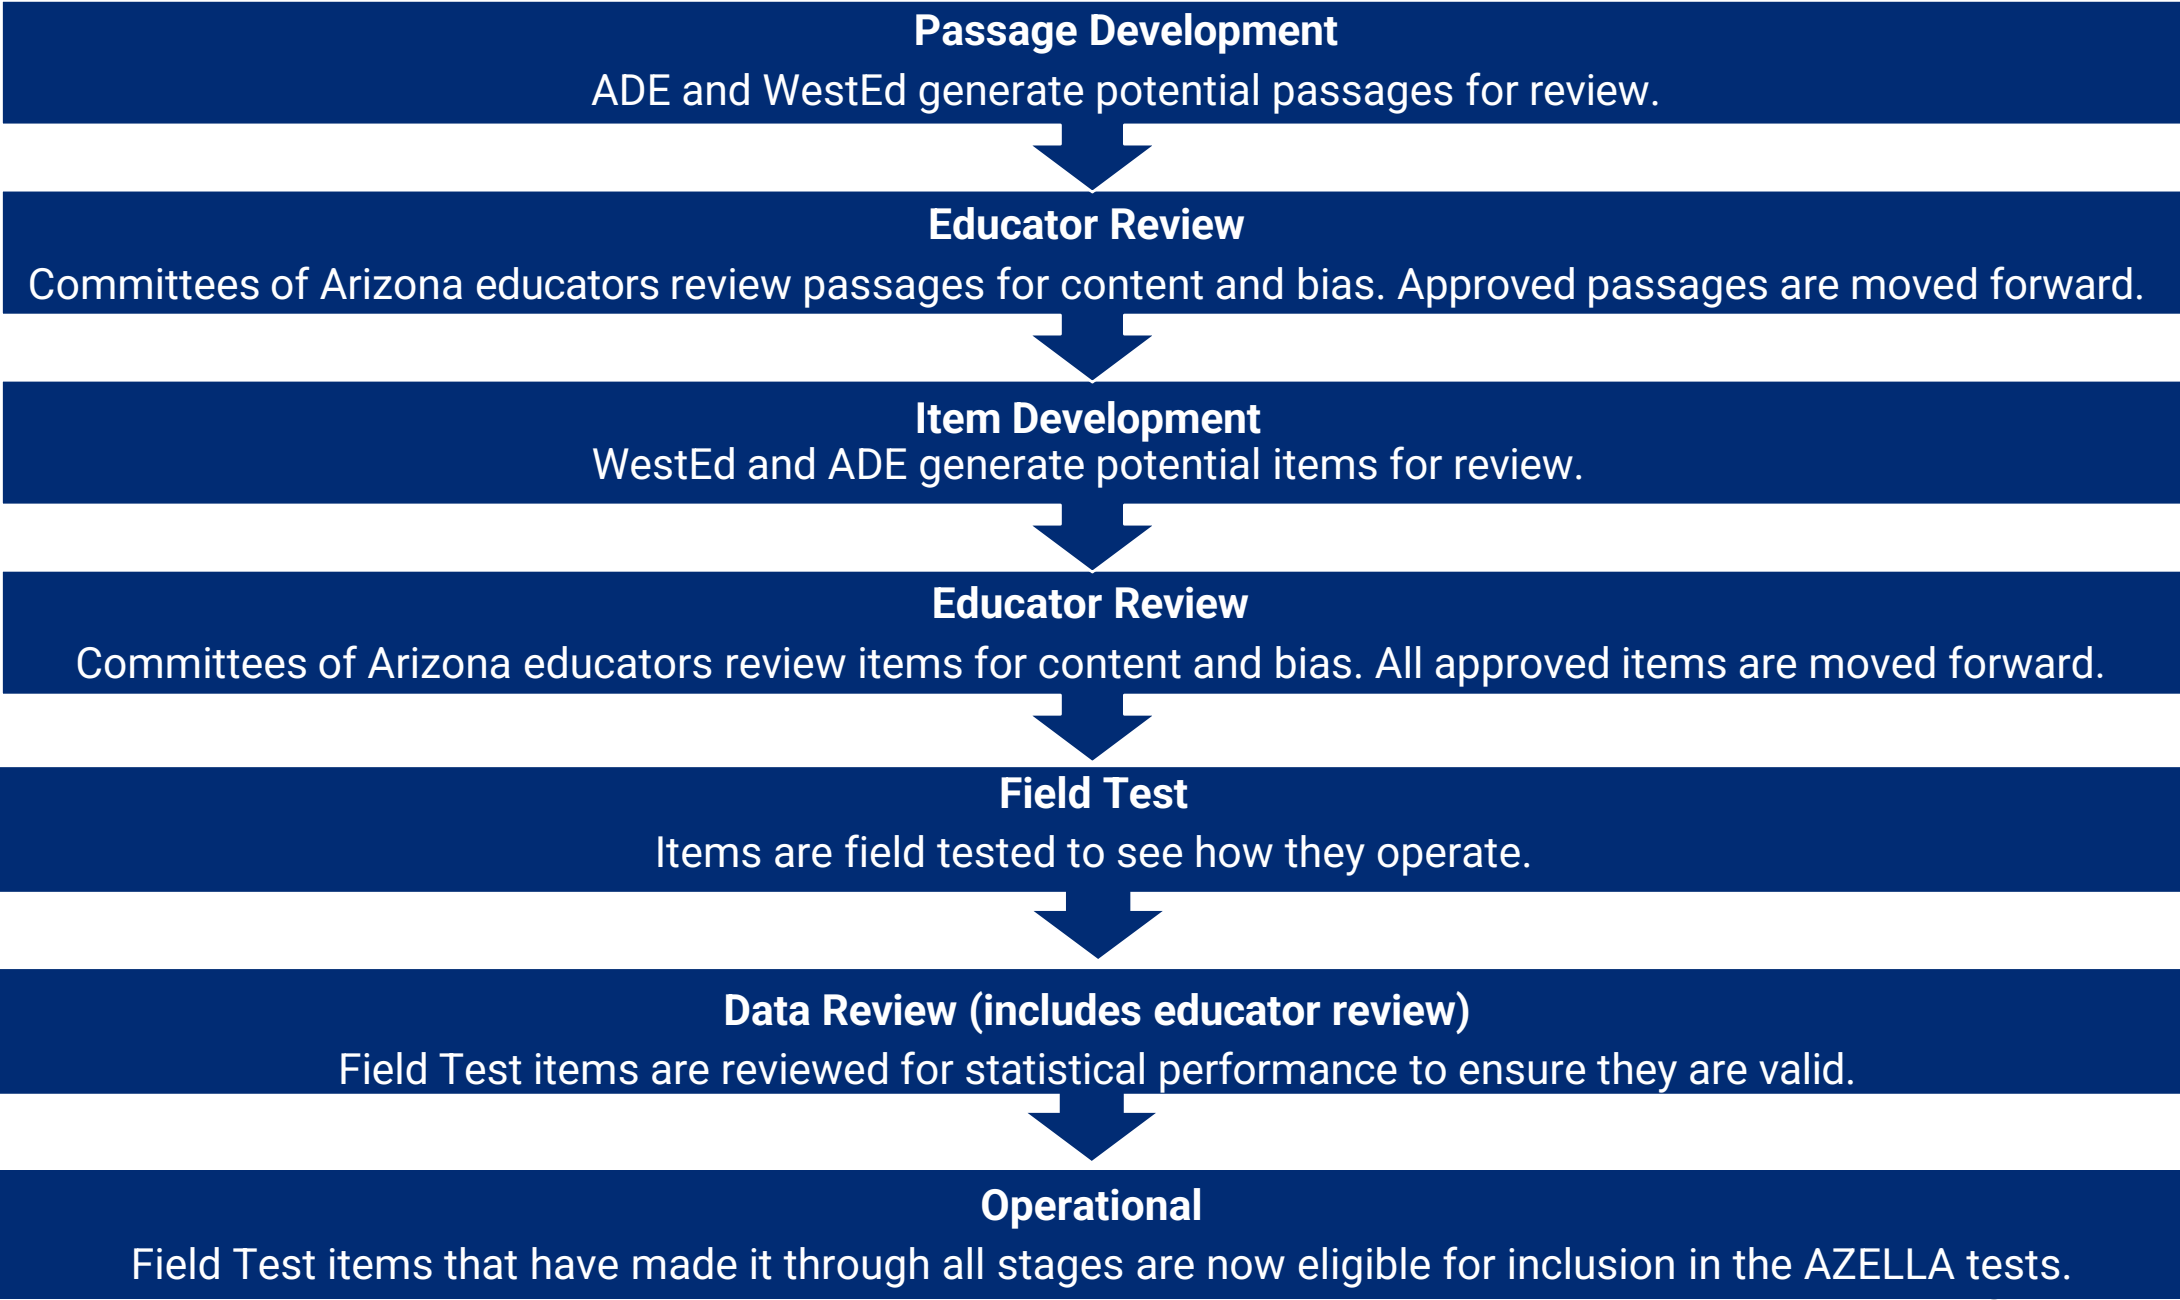 Passage Development
ADE and WestEd generate potential passages for review.
Educator Review
Committees of Arizona educators review passages for content and bias. Approved passages are moved forward.
Item Development
WestEd and ADE generate potential items for review.
Educator Review
Committees of Arizona educators review items for content and bias. All approved items are moved forward.
Field Test
Items are field tested to see how they operate.
Data Review (includes educator review)
Field Test items are reviewed for statistical performance to ensure they are valid.
Operational
Field Test items that have made it through all stages are now eligible for inclusion in the AZELLA tests.